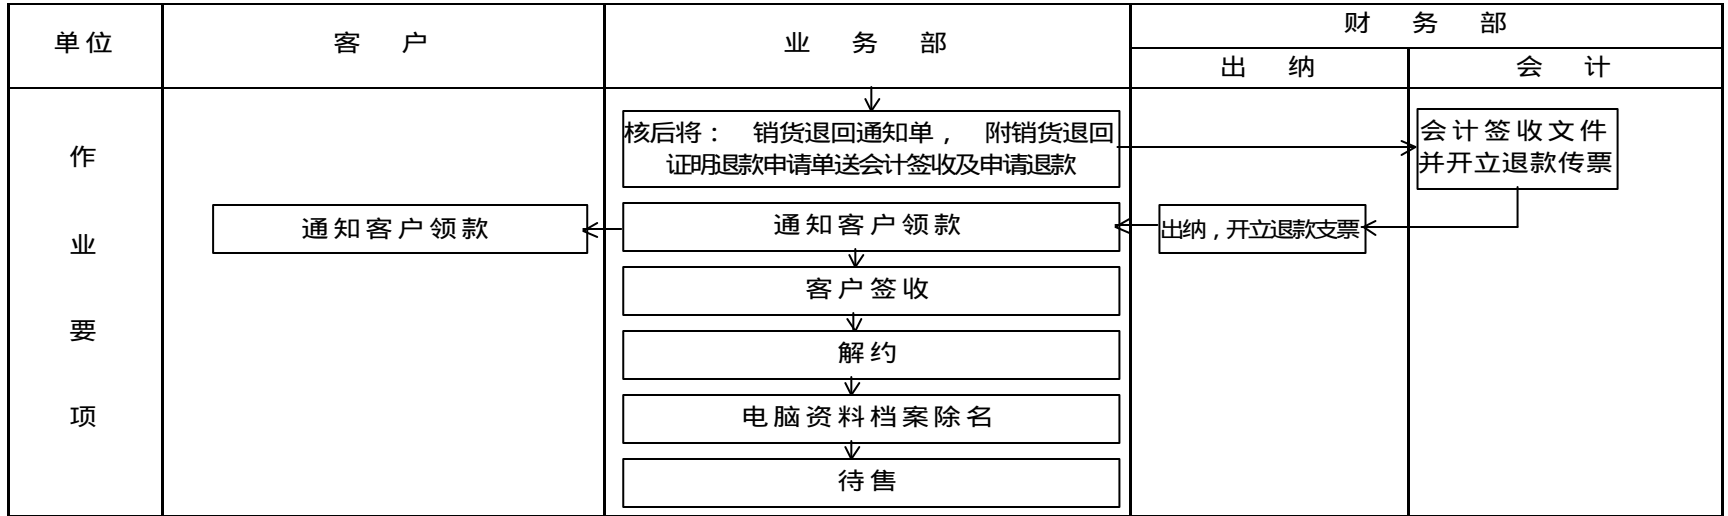 单位
客 户
业 务 部
财 务 部
出 纳
会 计
作
业
要
项
核后将： 销货退回通知单， 附销货退回
证明退款申请单送会计签收及申请退款
会计签收文件
并开立退款传票
通知客户领款
通知客户领款
出纳，开立退款支票
客户签收
解约
电脑资料档案除名
待售